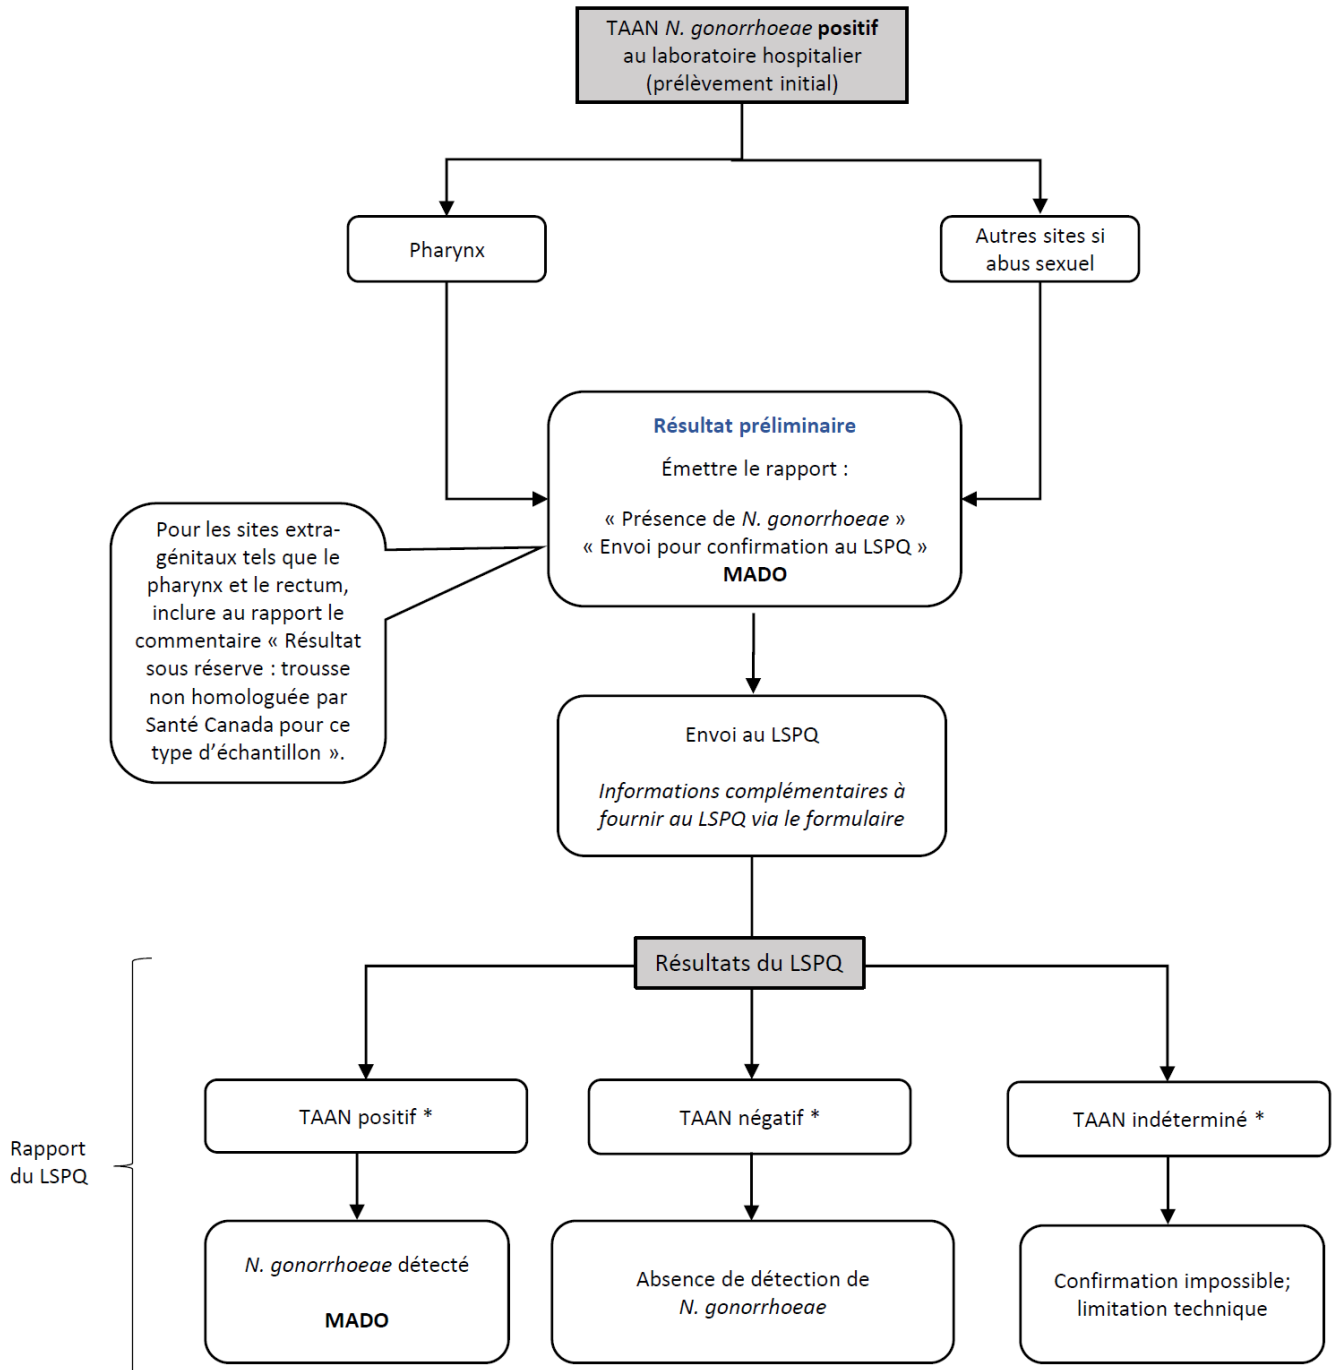 TAAN N. gonorrhoeae positif
au laboratoire hospitalier
(prélèvement initial)
Pharynx
Autres sites si
abus sexuel
Résultat préliminaire
Émettre le rapport :
« Présence de N. gonorrhoeae »
« Envoi pour confirmation au LSPQ »
MADO
Pour les sites extra-
génitaux tels que le
pharynx et le rectum,
inclure au rapport le
commentaire « Résultat
sous réserve : trousse
non homologuée par
Santé Canada pour ce
type d’échantillon ».
Envoi au LSPQ
Informations complémentaires à
fournir au LSPQ via le formulaire
Résultats du LSPQ
Rapport
du LSPQ
TAAN positif *
TAAN négatif *
TAAN indéterminé *
N. gonorrhoeae détecté
MADO
Absence de détection de
N. gonorrhoeae
Confirmation impossible;
limitation technique